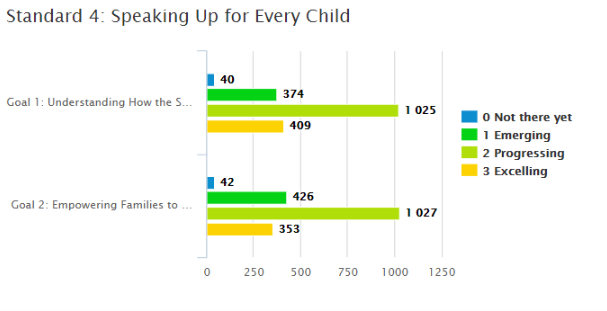 Standard 4: Speaking Up for Every Child
Goal 1: Understanding How the S...
40
374
1 025
409
Goal 2: Empowering Families to ...
42
426
1 027
353
0 250 500 750 1000 1250
0 Not there yet
1 Emerging
2 Progressing
3 Excelling